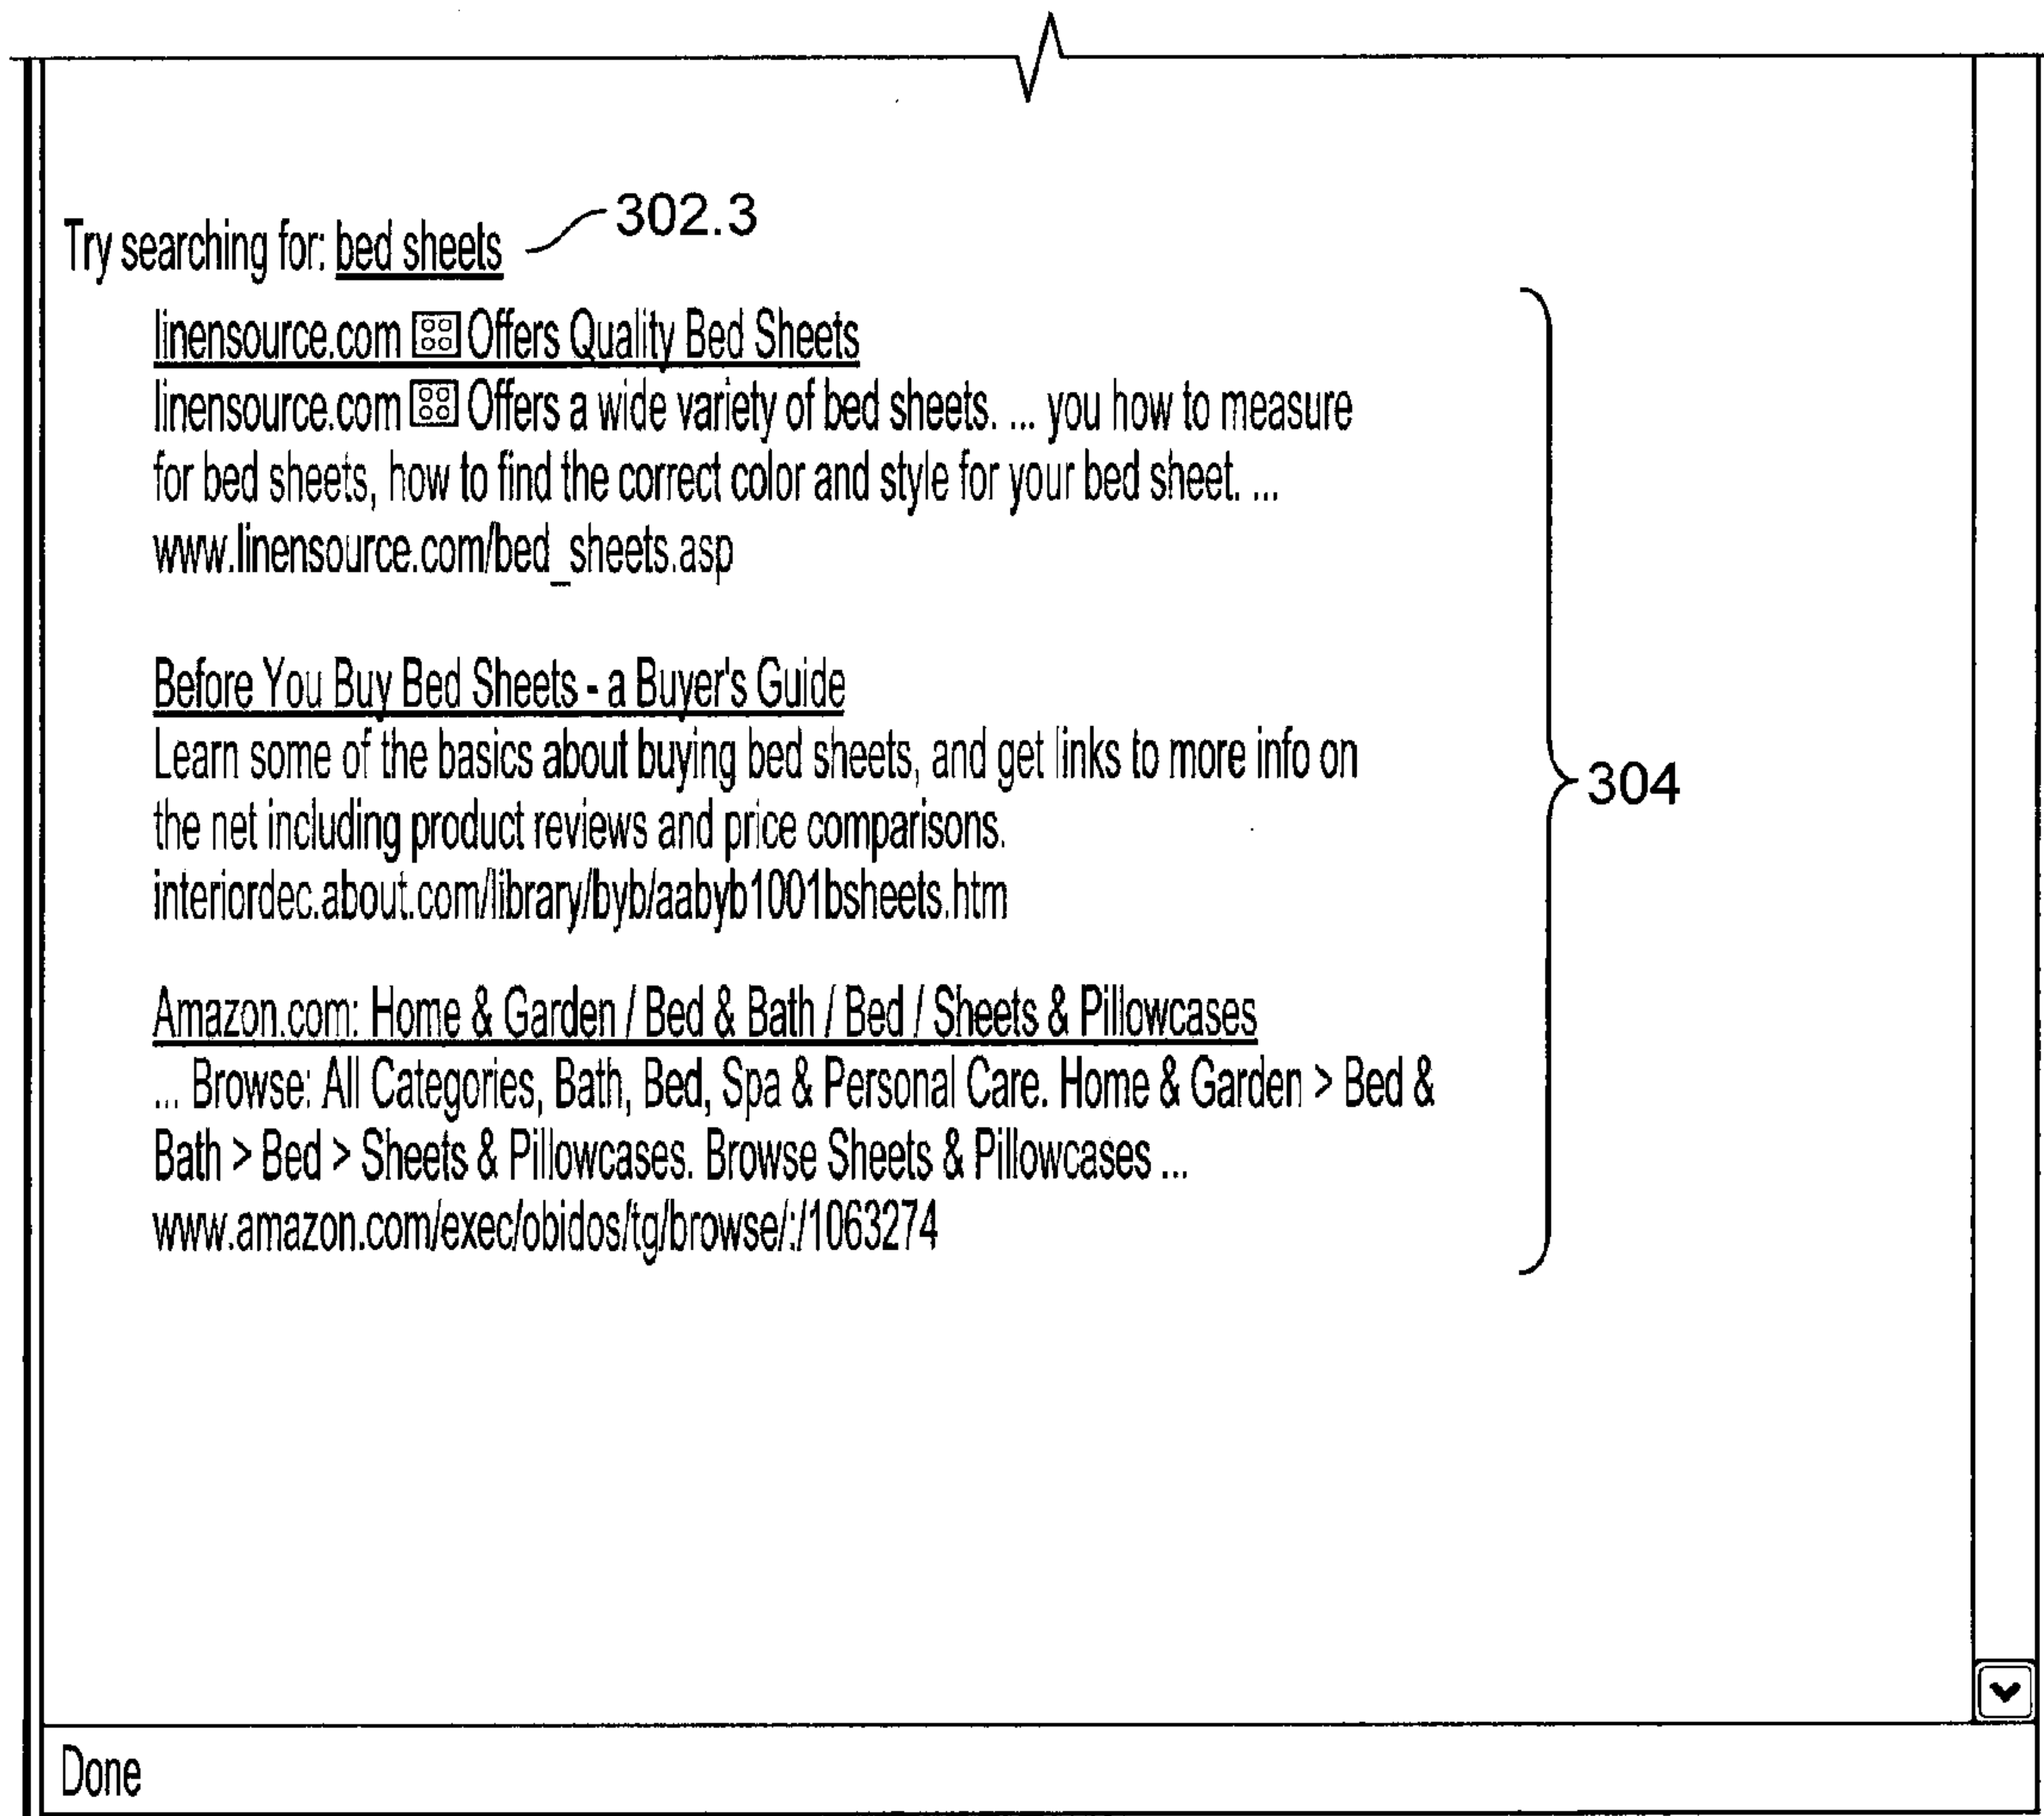 Try searching for: bed sheets 302.3
linensource.com Offers Quality Bed Sheets
linensource.com Offers a wide variety of bed sheets. ... you how to measure
for bed sheets, how to find the correct color and style for your bed sheet. ...
www.linensource.com/bed_sheets.asp
Before You Buy Bed Sheets - a Buyer's Guide
Learn some of the basics about buying bed sheets, and get links to more info on
the net including product reviews and price comparisons.
interiordec.about.com/library/byb/aabyb1001bsheets.htm
304
Amazon.com: Home & Garden / Bed & Bath / Bed / Sheets & Pillowcases
... Browse: All Categories, Bath, Bed, Spa & Personal Care. Home & Garden > Bed &
Bath > Bed > Sheets & Pillowcases. Browse Sheets & Pillowcases ...
www.amazon.com/exec/obidos/tg/browse/:/1063274
Done